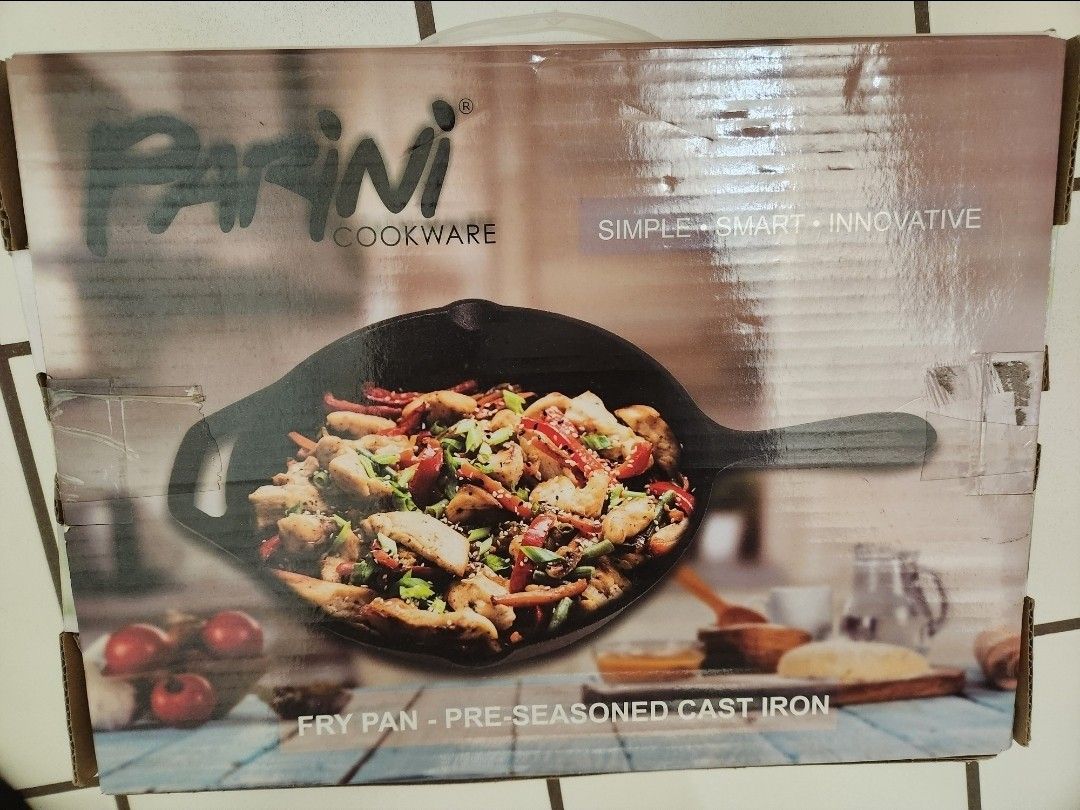 PARINI®
COOKWARE
SIMPLE • SMART • INNOVATIVE
FRY PAN - PRE-SEASONED CAST IRON